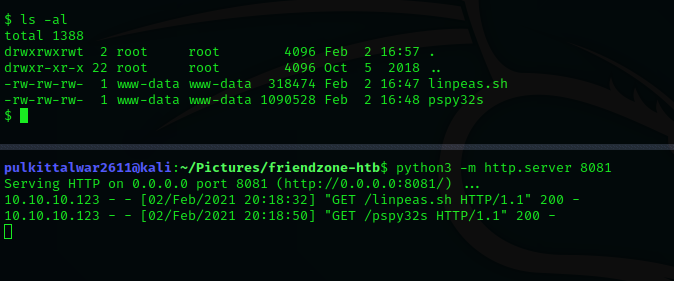 $ ls -al
total 1388
drwxrwxrwt  2 root     root        4096 Feb  2 16:57 .
drwxr-xr-x 22 root     root        4096 Oct  5  2018 ..
-rw-rw-rw-  1 www-data www-data  318474 Feb  2 16:47 linpeas.sh
-rw-rw-rw-  1 www-data www-data 1090528 Feb  2 16:48 pspy32s
$
pulkittalwar2611@kali:~/Pictures/friendzone-htb$ python3 -m http.server 8081
Serving HTTP on 0.0.0.0 port 8081 (http://0.0.0.0:8081/) ...
10.10.10.123 - - [02/Feb/2021 20:18:32] "GET /linpeas.sh HTTP/1.1" 200 -
10.10.10.123 - - [02/Feb/2021 20:18:50] "GET /pspy32s HTTP/1.1" 200 -